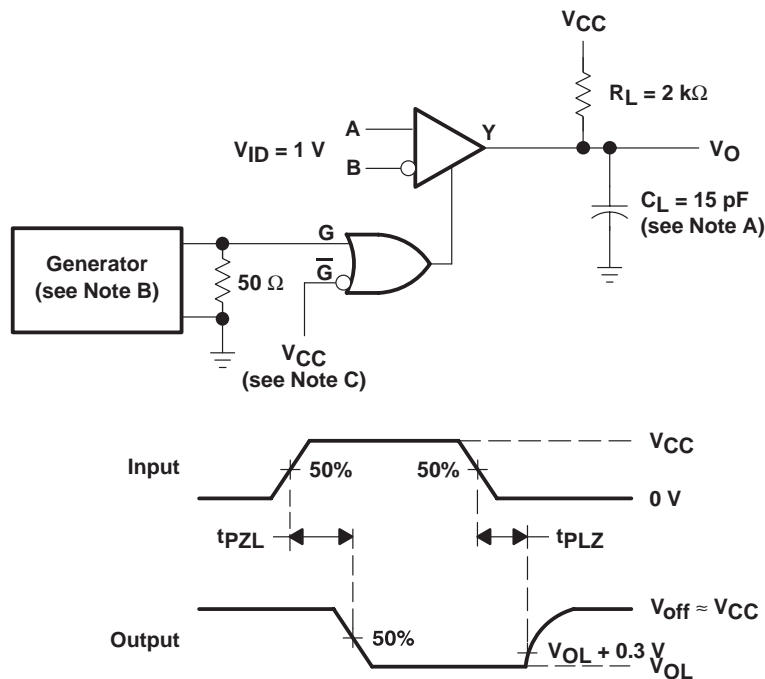 VCC
RL = 2 kΩ
A
Y
VID = 1 V
VO
B
CL = 15 pF
(see Note A)
G
Generator
(see Note B)
50 Ω
G̅
VCC
(see Note C)
VCC
Input
50%
50%
0 V
tPZL
tPLZ
Voff ≈ VCC
Output
50%
VOL + 0.3 V
VOL